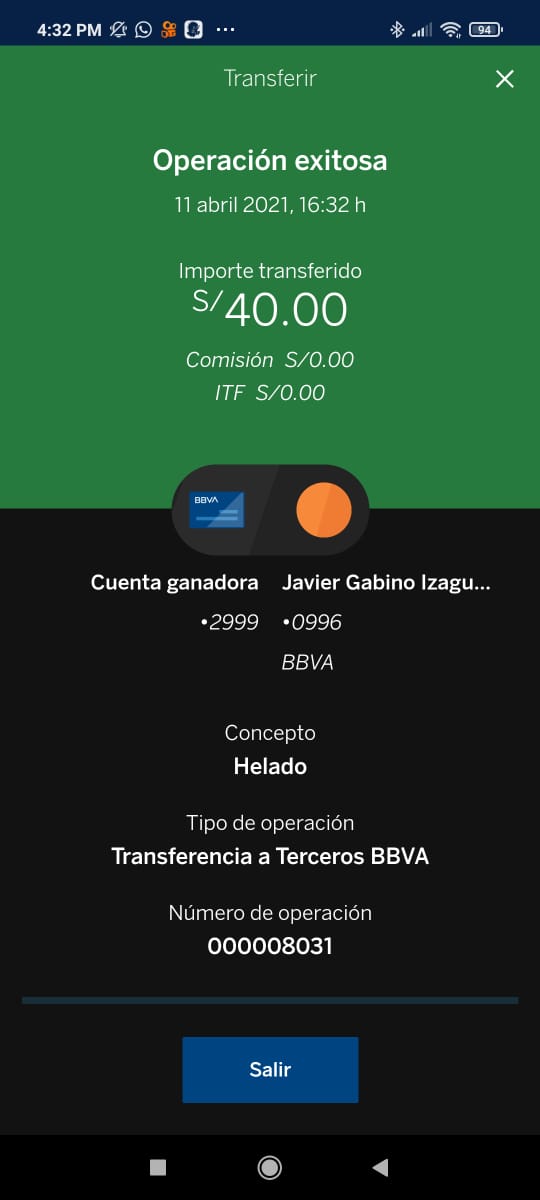 4:32 PM
94
Transferir
Operación exitosa
11 abril 2021, 16:32 h
Importe transferido
S/40.00
Comisión S/0.00
ITF S/0.00
BBVA
Cuenta ganadora
•2999
Javier Gabino Izagu...
•0996
BBVA
Concepto
Helado
Tipo de operación
Transferencia a Terceros BBVA
Número de operación
000008031
Salir